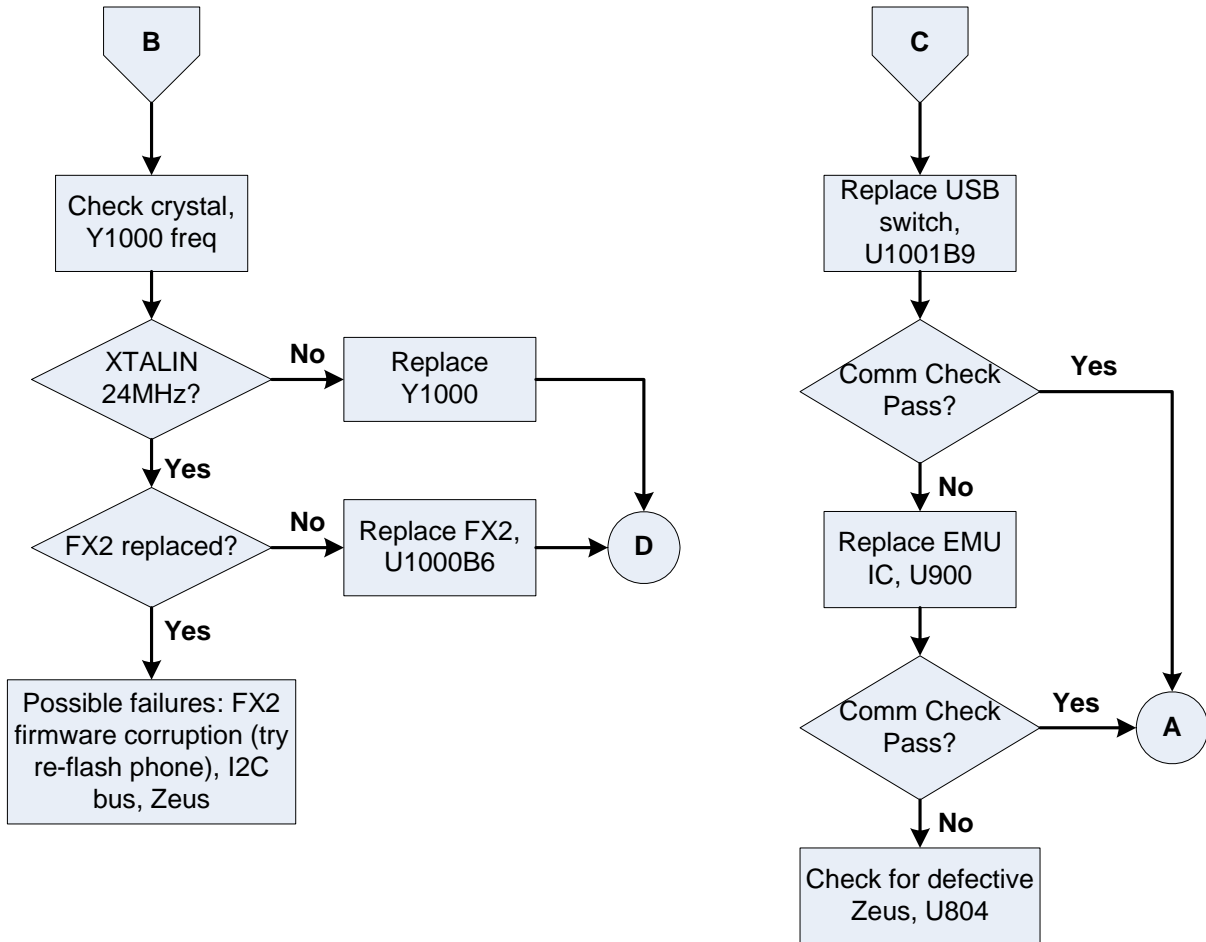 B
Check crystal,
Y1000 freq
XTALIN
24MHz?
No
Replace
Y1000
Yes
FX2 replaced?
No
Replace FX2,
U1000B6
D
Yes
Possible failures: FX2
firmware corruption (try
re-flash phone), I2C
bus, Zeus
C
Replace USB
switch,
U1001B9
Comm Check
Pass?
Yes
No
Replace EMU
IC, U900
Comm Check
Pass?
Yes
A
No
Check for defective
Zeus, U804